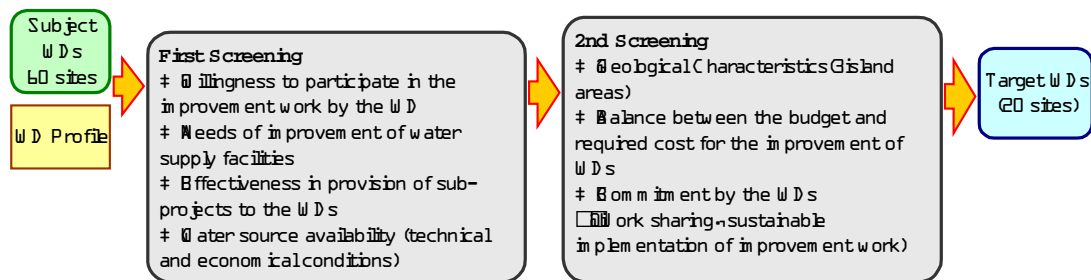 Subject
WDs
60 sites
WD Profile
First Screening
‡ Willingness to participate in the
improvement work by the WD
‡ Needs of improvement of water
supply facilities
‡ Effectiveness in provision of sub-
projects to the WDs
‡ Water source availability (technical
and economical conditions)
2nd Screening
‡ Geological Characteristics (3 island
areas)
‡ Balance between the budget and
required cost for the improvement of
WDs
‡ Commitment by the WDs
Work sharing, sustainable
implementation of improvement work)
Target WDs
(20 sites)